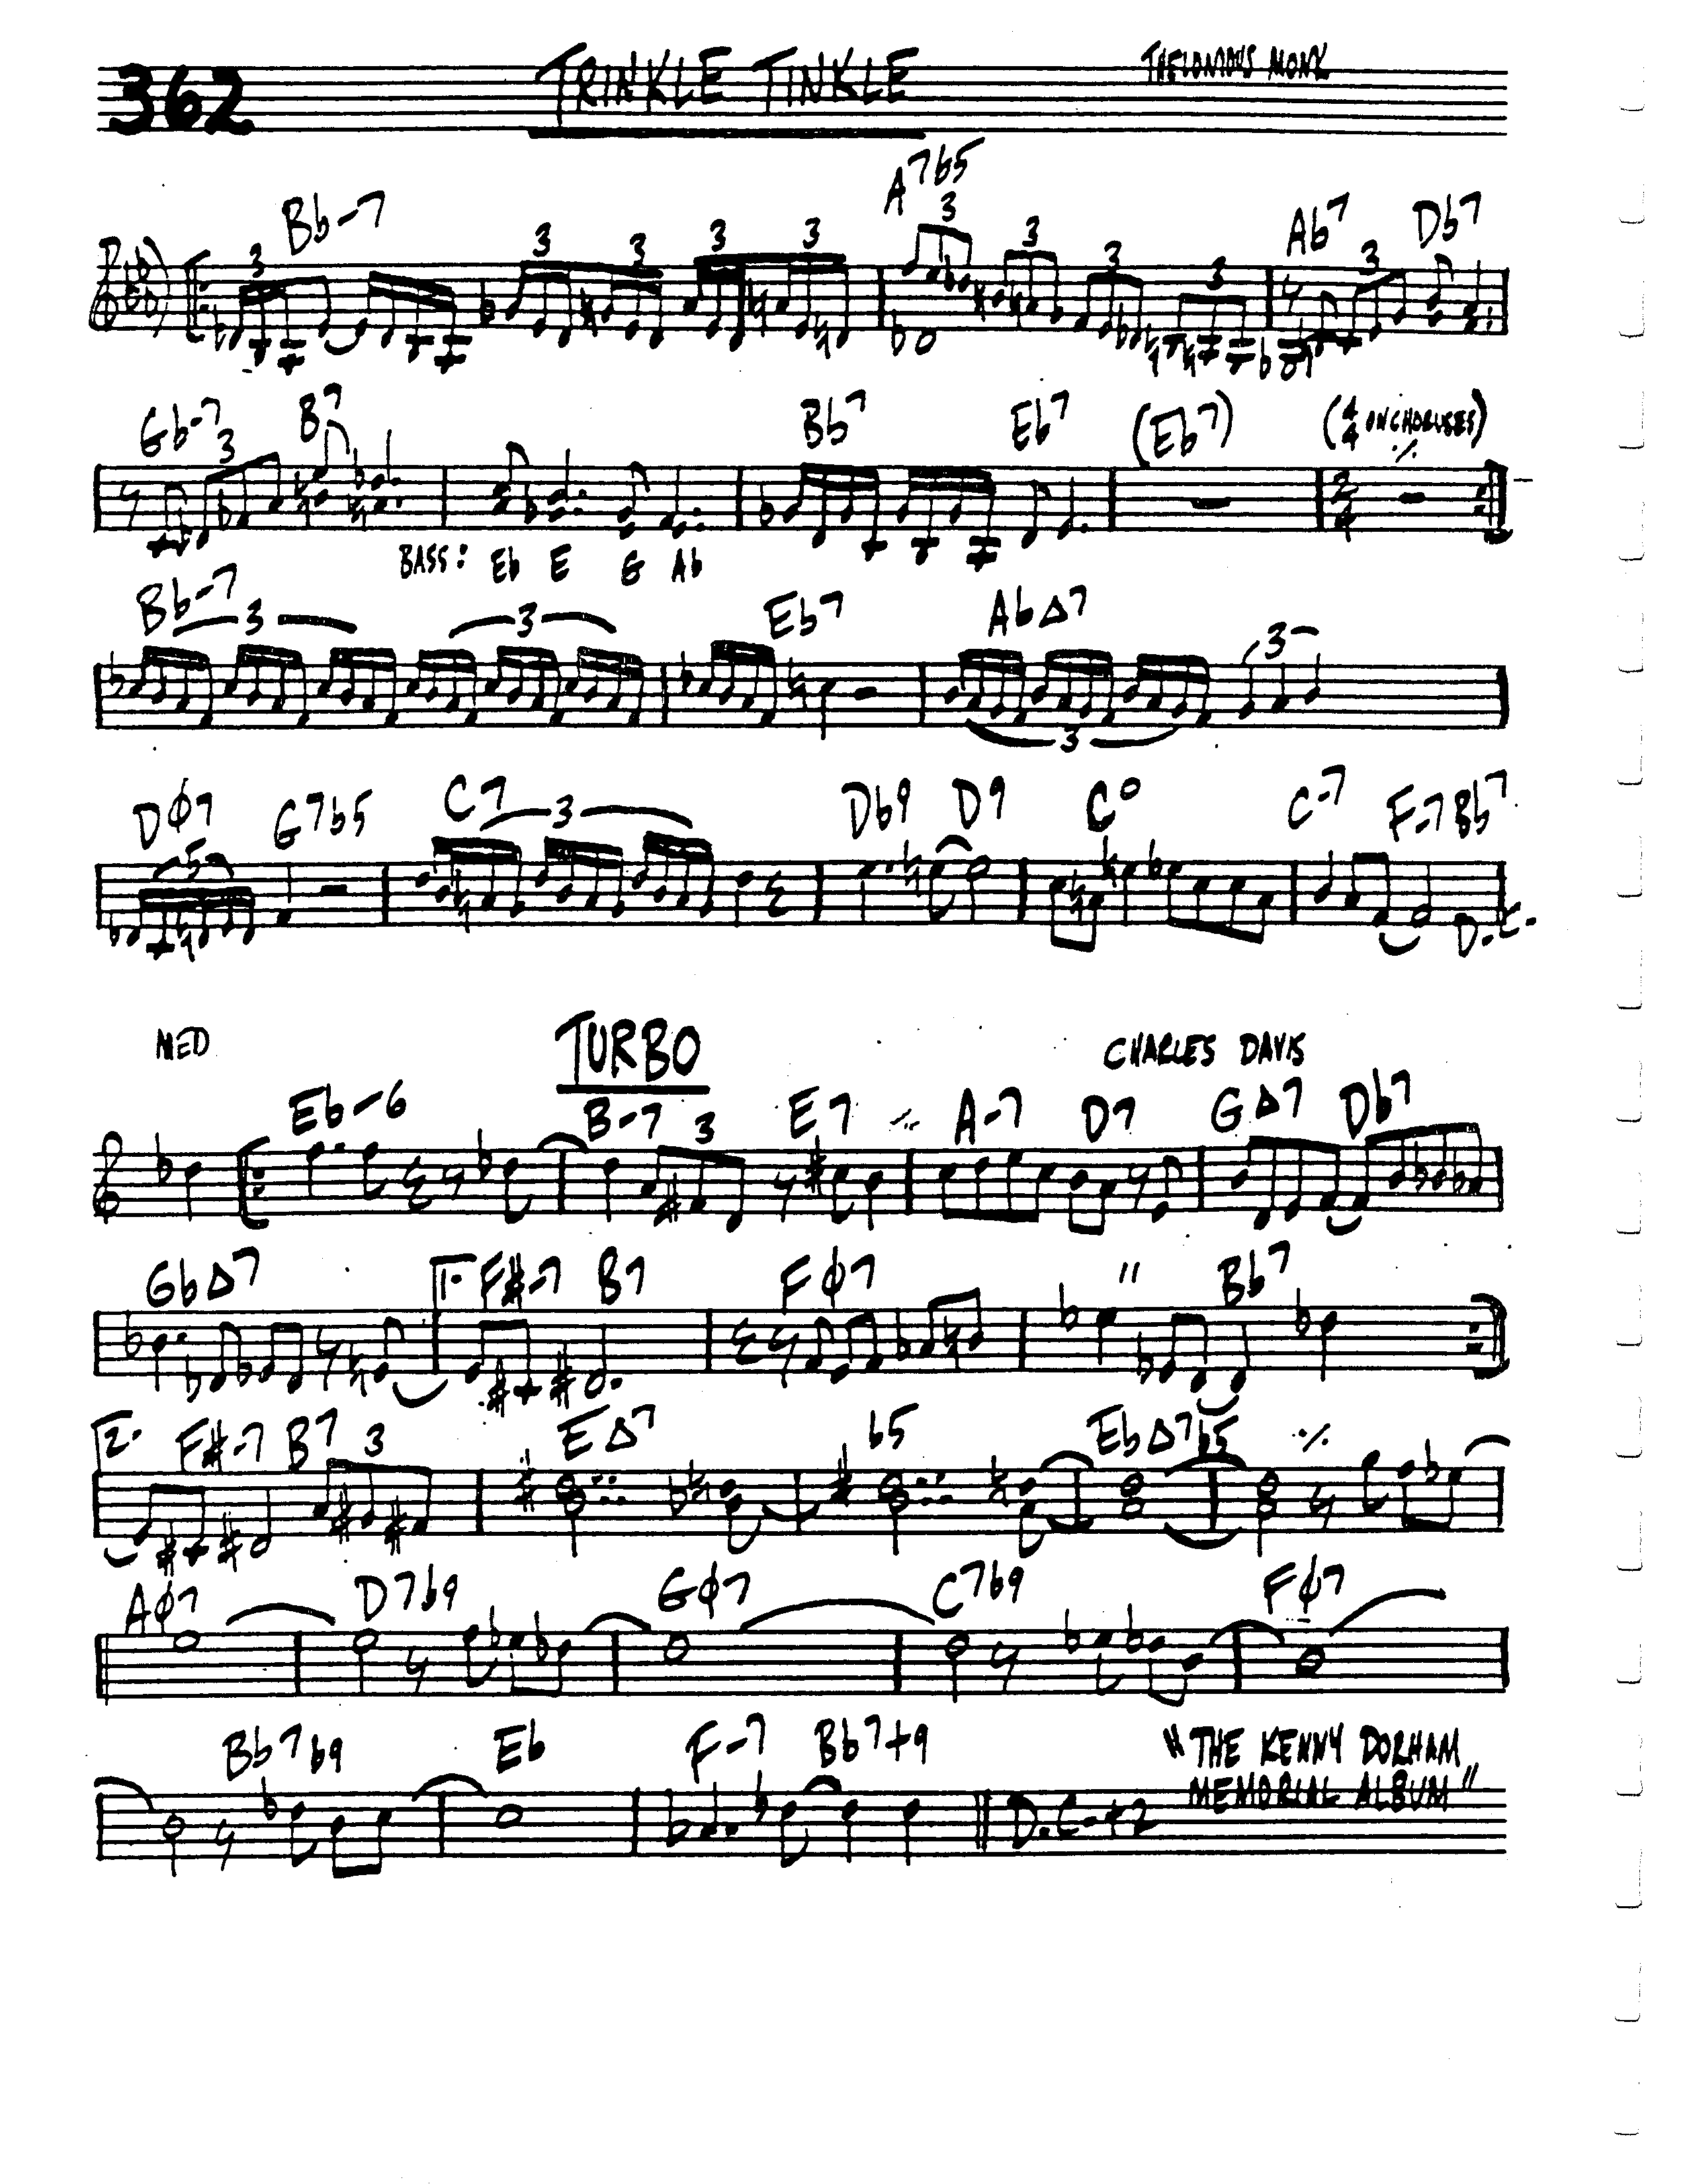 362 TRINKLE TINKLE THELONIOUS MONK
3 Bb-7 3 3 3 3 A7b5 3 3 3 3 Ab7 3 Db7
Gb-7 3 B7 Bb7 Eb7 (Eb7) (4/4 ON CHORUSES) ٪
2/4
BASS: Eb E G Ab
Bb-7 3 3 Eb7 AbΔ7 3
3
Dø7 5 G7b5 C7 3 Db9 D9 C° C-7 F-7 Bb7
D.C.
MED TURBO CHARLES DAVIS
Eb-6 B-7 3 E7 A-7 D7 GΔ7 Db7
GbΔ7 1. F#-7 B7 Fø7 " Bb7
2. F#-7 B7 3 EΔ7 b5 EbΔ7b5 ٪
Aø7 D7b9 Gø7 C7b9 Fø7
Bb7b9 Eb F-7 Bb7+9 "THE KENNY DORHAM
MEMORIAL ALBUM"
D.C.-#2